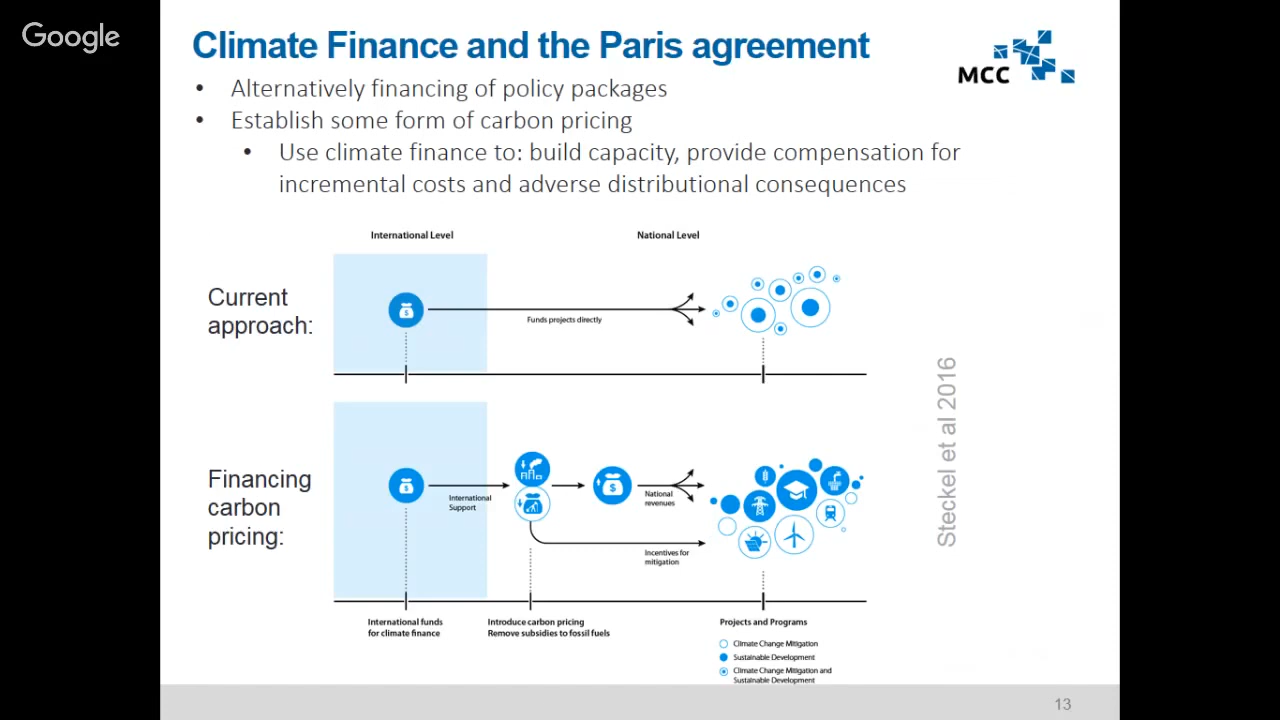 Google
Climate Finance and the Paris agreement
MCC
• Alternatively financing of policy packages
• Establish some form of carbon pricing
• Use climate finance to: build capacity, provide compensation for
incremental costs and adverse distributional consequences
International Level
National Level
Current
approach:
$
Funds projects directly
Steckel et al 2016
Financing
carbon
pricing:
$
International
Support
$
National
revenues
Incentives for
mitigation
International funds
for climate finance
Introduce carbon pricing
Remove subsidies to fossil fuels
Projects and Programs
Climate Change Mitigation
Sustainable Development
Climate Change Mitigation and
Sustainable Development
13